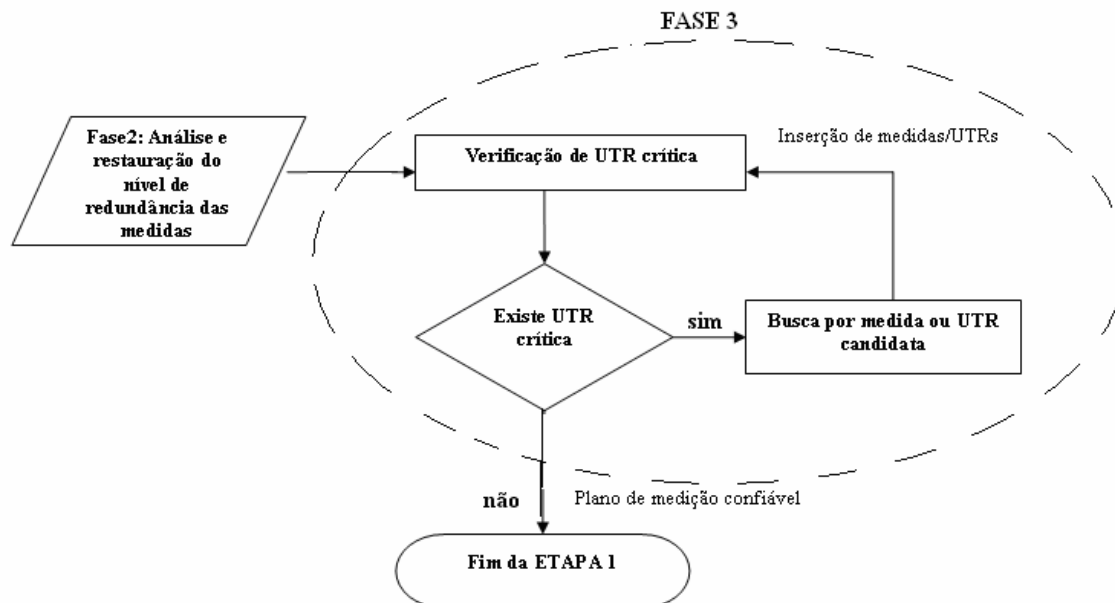 FASE 3
Fase2: Análise e
restauração do
nível de
redundância das
medidas
Verificação de UTR crítica
Inserção de medidas/UTRs
Existe UTR
crítica
sim
Busca por medida ou UTR
candidata
não
Plano de medição confiável
Fim da ETAPA 1